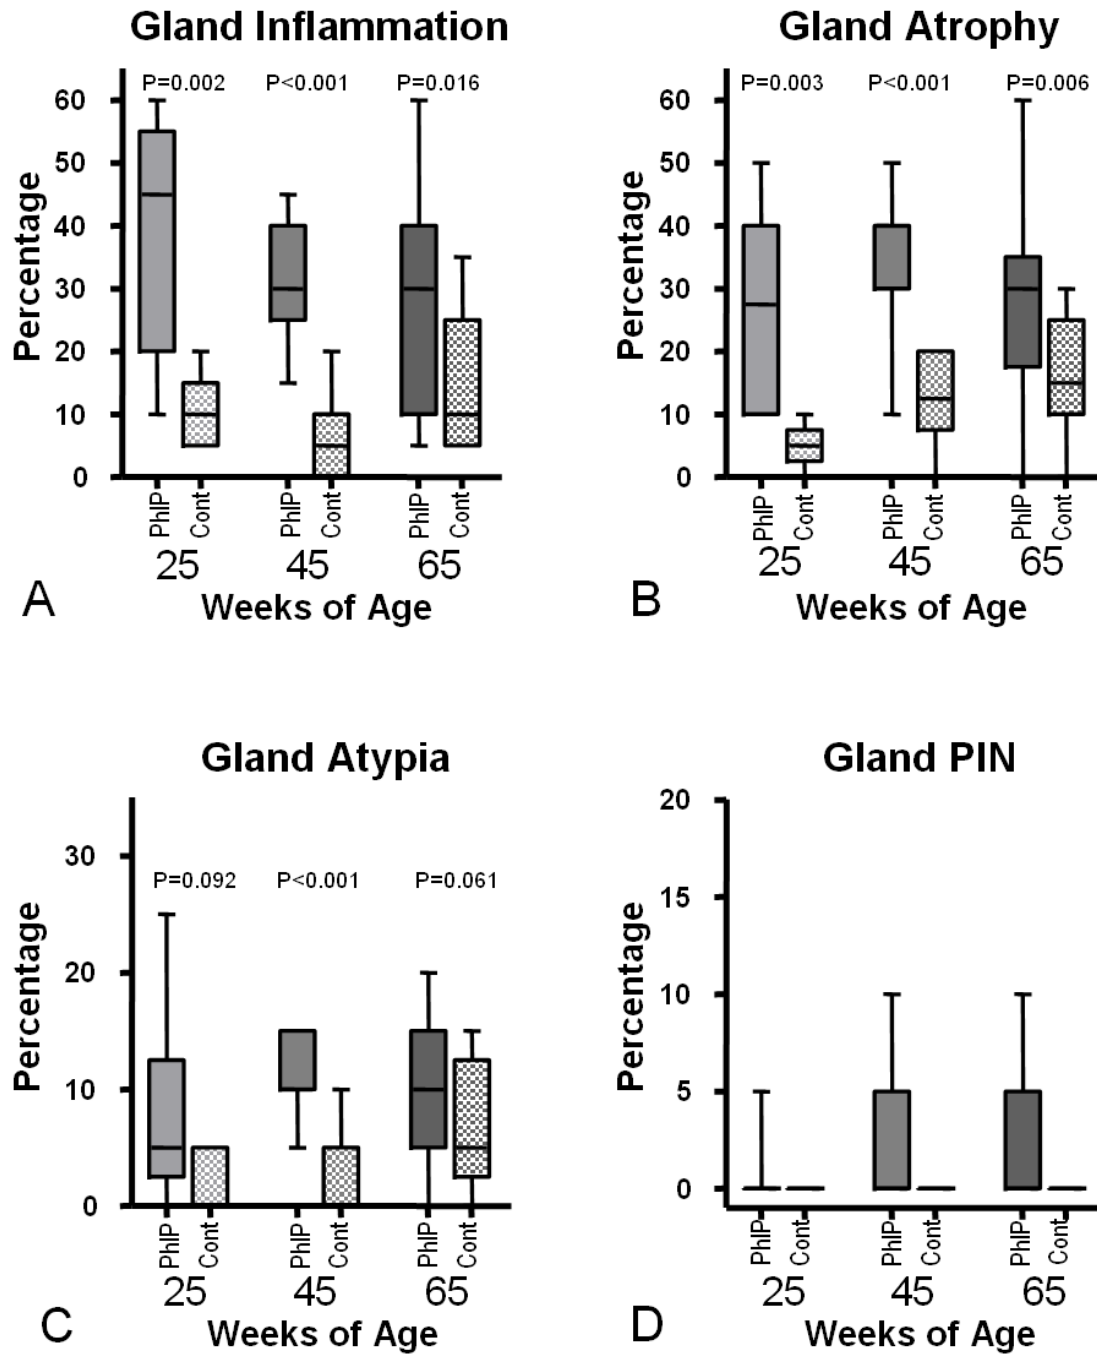 Gland Inflammation
P=0.002 P<0.001 P=0.016
Percentage
60
50
40
30
20
10
0
PhIP Cont PhIP Cont PhIP Cont
25 45 65
Weeks of Age
A
Gland Atrophy
P=0.003 P<0.001 P=0.006
Percentage
60
50
40
30
20
10
0
PhIP Cont PhIP Cont PhIP Cont
25 45 65
Weeks of Age
B
Gland Atypia
P=0.092 P<0.001 P=0.061
Percentage
30
20
10
0
PhIP Cont PhIP Cont PhIP Cont
25 45 65
Weeks of Age
C
Gland PIN
Percentage
20
15
10
5
0
PhIP Cont PhIP Cont PhIP Cont
25 45 65
Weeks of Age
D